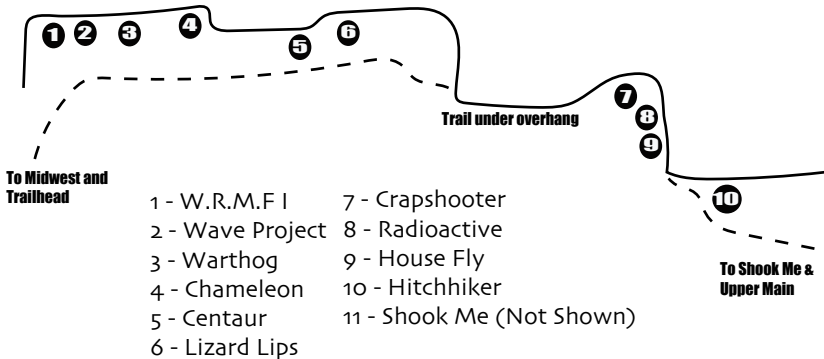 1 2 3 4 5 6 7 8 9 10
Trail under overhang
To Midwest and
Trailhead
1 - W.R.M.F I
2 - Wave Project
3 - Warthog
4 - Chameleon
5 - Centaur
6 - Lizard Lips
7 - Crapshooter
8 - Radioactive
9 - House Fly
10 - Hitchhiker
11 - Shook Me (Not Shown)
To Shook Me &
Upper Main